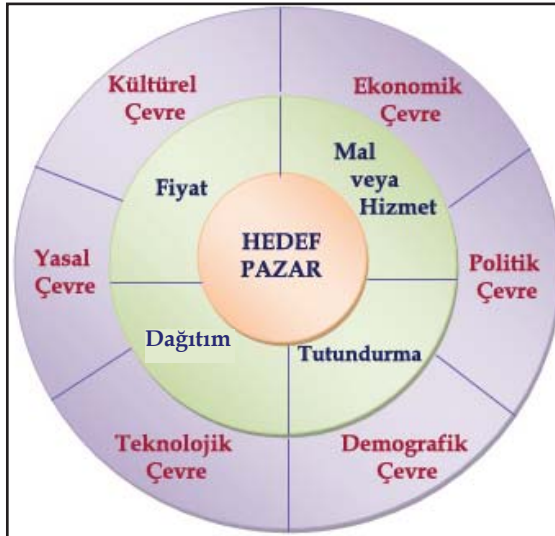 Kültürel
Çevre
Ekonomik
Çevre
Fiyat
Mal
veya
Hizmet
HEDEF
PAZAR
Yasal
Çevre
Politik
Çevre
Dağıtım
Tutundurma
Teknolojik
Çevre
Demografik
Çevre